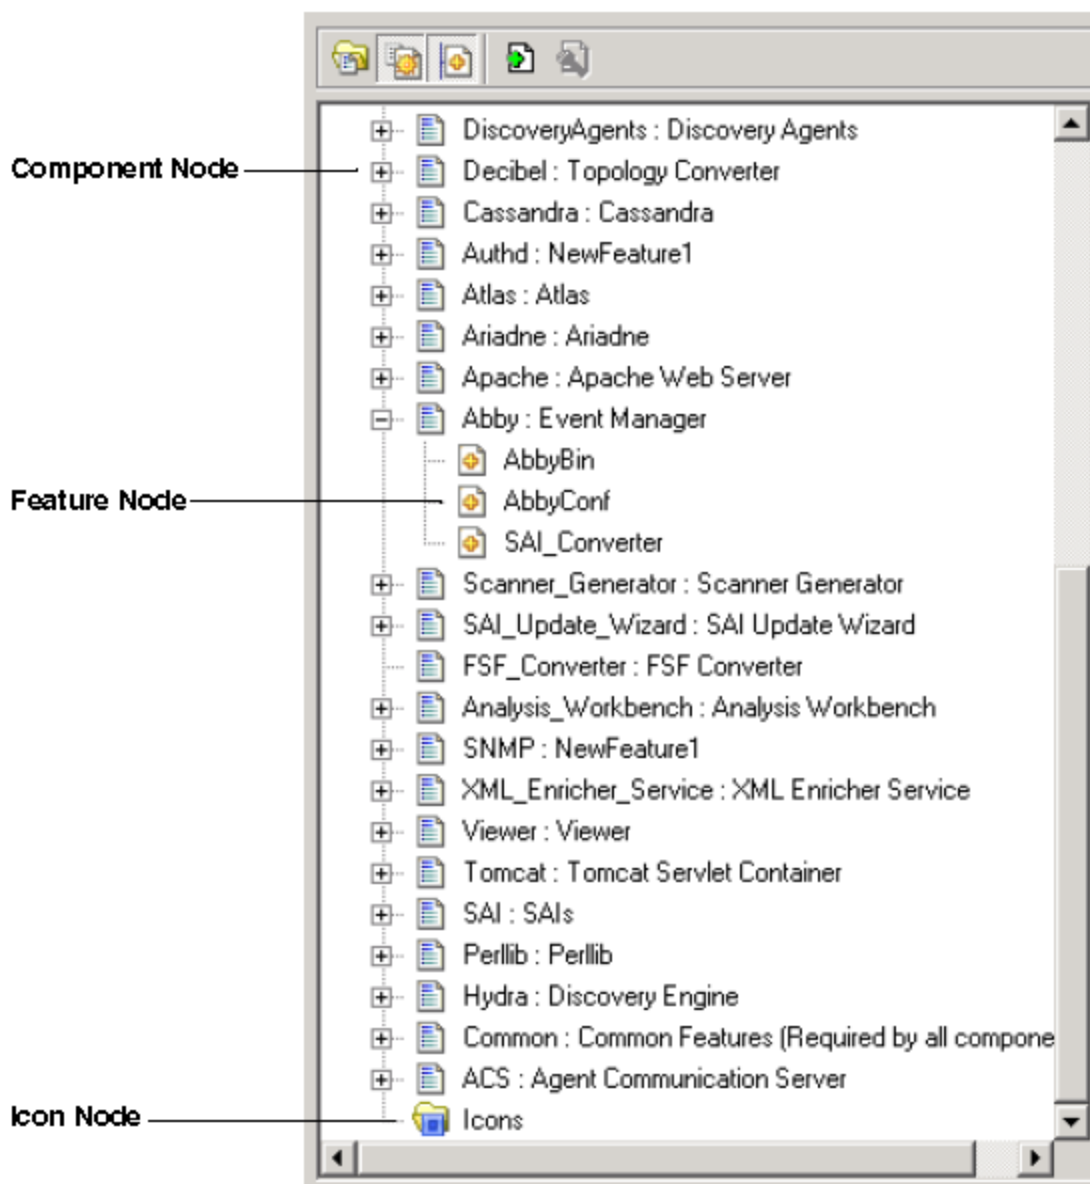 DiscoveryAgents : Discovery Agents
Component Node
Decibel : Topology Converter
Cassandra : Cassandra
Authd : NewFeature1
Atlas : Atlas
Ariadne : Ariadne
Apache : Apache Web Server
Abby : Event Manager
AbbyBin
Feature Node
AbbyConf
SAI_Converter
Scanner_Generator : Scanner Generator
SAI_Update_Wizard : SAI Update Wizard
FSF_Converter : FSF Converter
Analysis_Workbench : Analysis Workbench
SNMP : NewFeature1
XML_Enricher_Service : XML Enricher Service
Viewer : Viewer
Tomcat : Tomcat Servlet Container
SAI : SAIs
Perllib : Perllib
Hydra : Discovery Engine
Common : Common Features (Required by all compone
ACS : Agent Communication Server
Icon Node
Icons